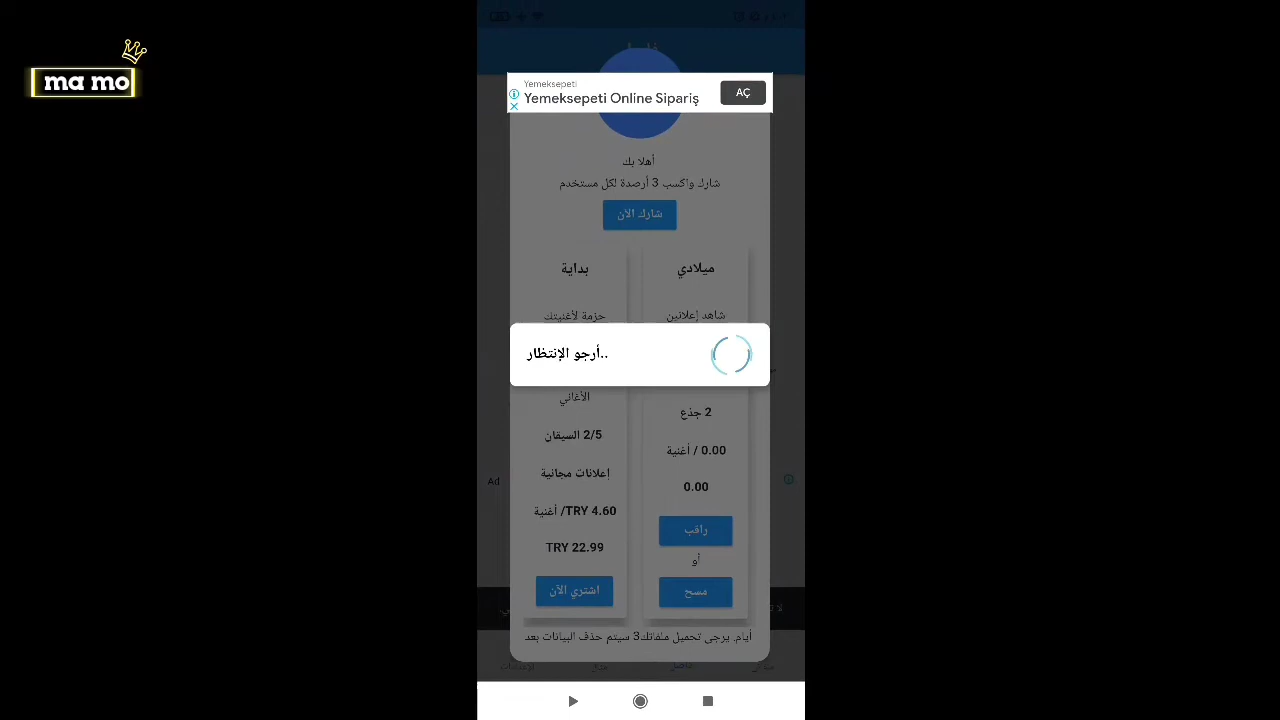 ma mo
Yemeksepeti
Yemeksepeti Online Sipariş
AÇ
أهلا بك
شارك واكسب 3 أرصدة لكل مستخدم
شارك الآن
ميلادي
شاهد إعلانين
2 جذع
0.00 / أغنية
0.00
راقب
أو
مسح
بداية
حزمة لأغنيتك
..أرجو الإنتظار
الأغاني
2/5 السيقان
إعلانات مجانية
TRY 4.60/ أغنية
TRY 22.99
اشتري الآن
Ad
أيام. يرجى تحميل ملفاتك3 سيتم حذف البيانات بعد